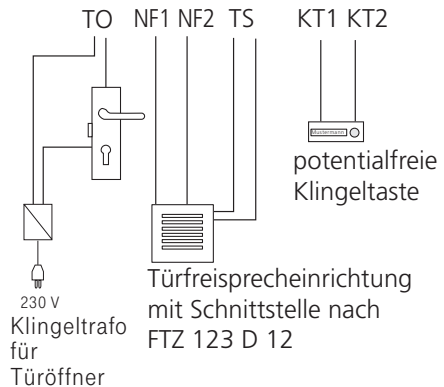 TO NF1 NF2 TS KT1 KT2
Mustermann
potentialfreie
Klingeltaste
230 V
Klingeltrafo
für
Türöffner
Türfreisprecheinrichtung
mit Schnittstelle nach
FTZ 123 D 12